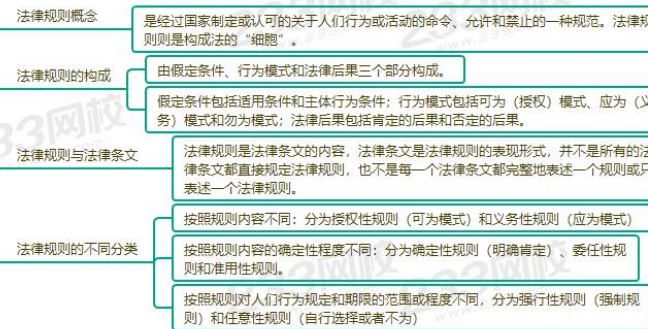 法律规则概念
是经过国家制定或认可的关于人们行为或活动的命令、允许和禁止的一种规范。法律规
则则是构成法的“细胞”。
法律规则的构成
由假定条件、行为模式和法律后果三个部分构成。
假定条件包括适用条件和主体行为条件；行为模式包括可为（授权）模式、应为（义
务）模式和勿为模式；法律后果包括肯定的后果和否定的后果。
法律规则与法律条文
法律规则是法律条文的内容，法律条文是法律规则的表现形式，并不是所有的法
律条文都直接规定法律规则，也不是每一个法律条文都完整地表述一个规则或只
表述一个法律规则。
法律规则的不同分类
按照规则内容不同：分为授权性规则（可为模式）和义务性规则（应为模式）
按照规则内容的确定性程度不同：分为确定性规则（明确肯定）、委任性规
则和准用性规则。
按照规则对人们行为规定和期限的范围或程度不同，分为强行性规则（强制规
则）和任意性规则（自行选择或者不为）
233网校